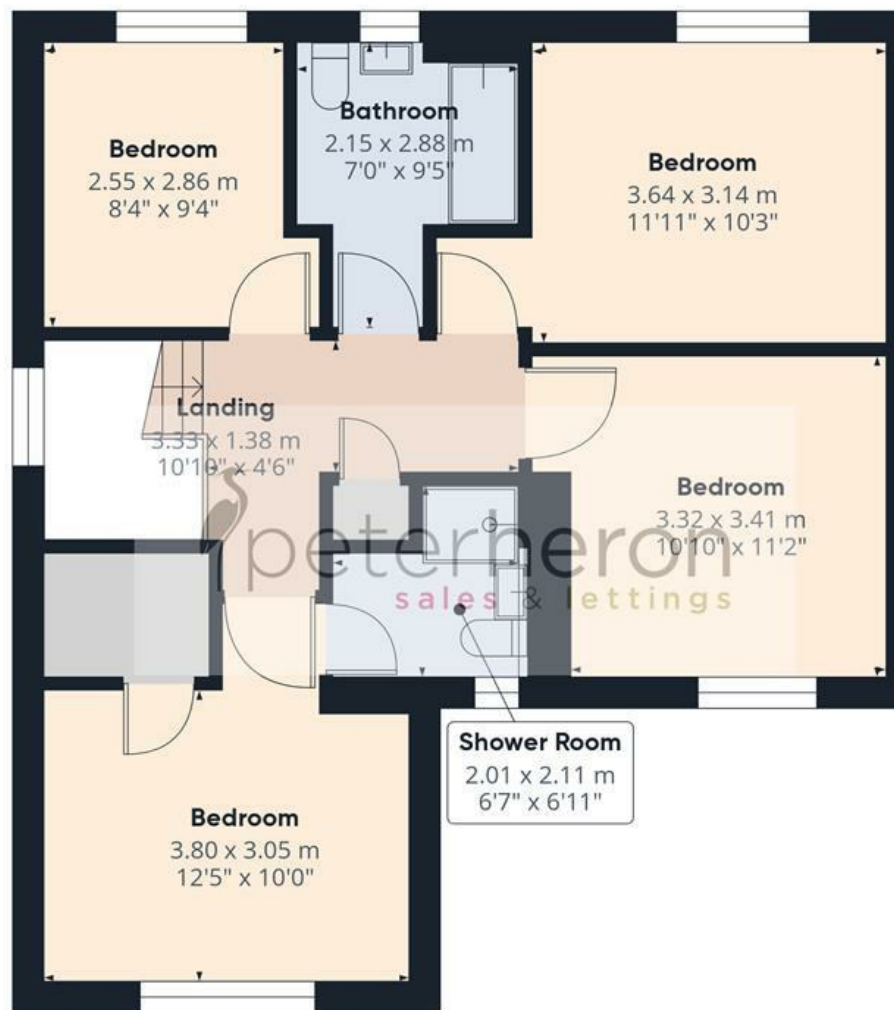 Bedroom
2.55 x 2.86 m
8'4" x 9'4"
Bathroom
2.15 x 2.88 m
7'0" x 9'5"
Bedroom
3.64 x 3.14 m
11'11" x 10'3"
Landing
3.33 x 1.38 m
10'10" x 4'6"
Bedroom
3.32 x 3.41 m
10'10" x 11'2"
peterheron
sales & lettings
Shower Room
2.01 x 2.11 m
6'7" x 6'11"
Bedroom
3.80 x 3.05 m
12'5" x 10'0"